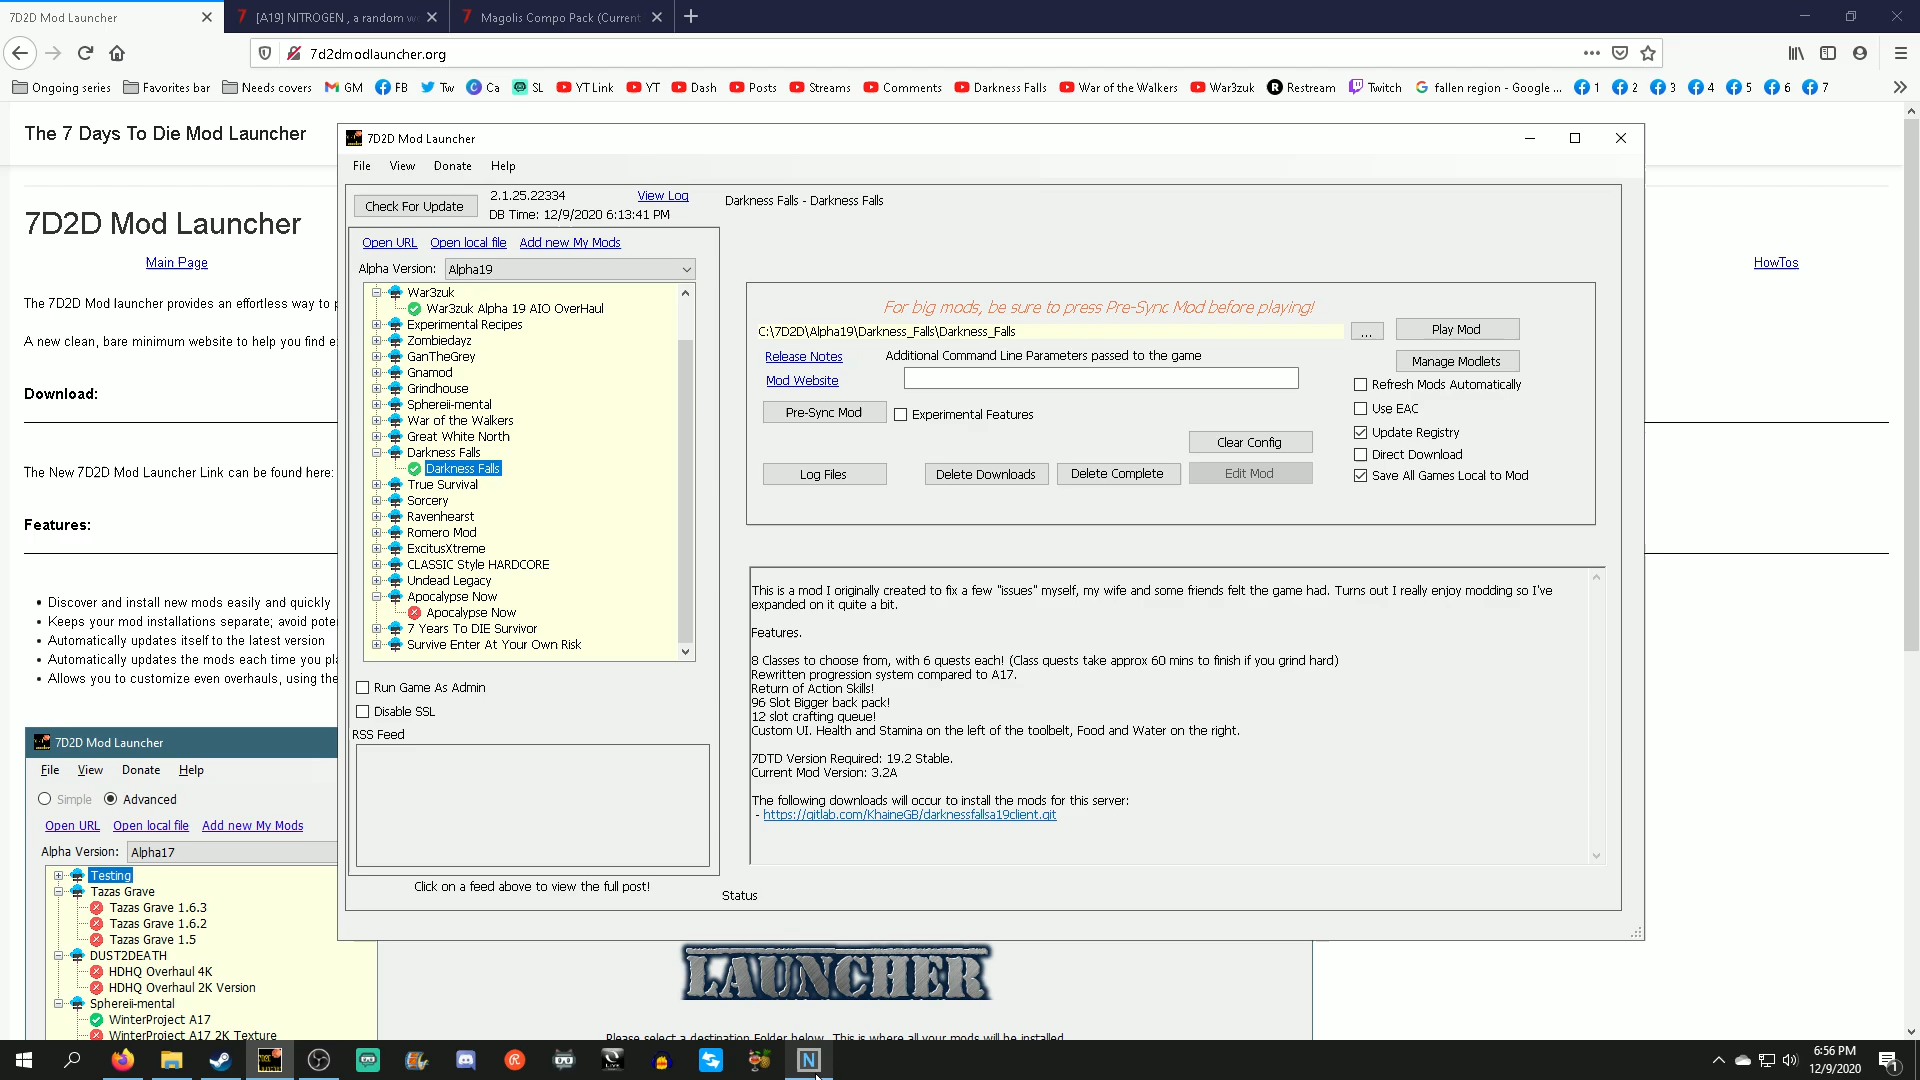 7D2D Mod Launcher
[A19] NITROGEN , a random w
Magolis Compo Pack (Current
7d2dmodlauncher.org
Ongoing series Favorites bar Needs covers GM FB Tw Ca SL YT Link YT Dash Posts Streams Comments Darkness Falls War of the Walkers War3zuk Restream Twitch fallen region - Google ... 1 2 3 4 5 6 7
The 7 Days To Die Mod Launcher
7D2D Mod Launcher
Main Page
HowTos
The 7D2D Mod launcher provides an effortless way to p
A new clean, bare minimum website to help you find e
Download:
The New 7D2D Mod Launcher Link can be found here:
Features:
Discover and install new mods easily and quickly
Keeps your mod installations separate; avoid pote
Automatically updates itself to the latest version
Automatically updates the mods each time you pla
Allows you to customize even overhauls, using the
7D2D Mod Launcher
File View Donate Help
Simple Advanced
Open URL Open local file Add new My Mods
Alpha Version: Alpha17
Testing
Tazas Grave
Tazas Grave 1.6.3
Tazas Grave 1.6.2
Tazas Grave 1.5
DUST2DEATH
HDHQ Overhaul 4K
HDHQ Overhaul 2K Version
Sphereii-mental
WinterProject A17
WinterProject A17 2K Texture
7D2D Mod Launcher
File View Donate Help
Check For Update
2.1.25.22334
View Log
DB Time: 12/9/2020 6:13:41 PM
Darkness Falls - Darkness Falls
Open URL Open local file Add new My Mods
Alpha Version: Alpha19
War3zuk
War3zuk Alpha 19 AIO OverHaul
Experimental Recipes
Zombiedayz
GanTheGrey
Gnamod
Grindhouse
Sphereii-mental
War of the Walkers
Great White North
Darkness Falls
Darkness Falls
True Survival
Sorcery
Ravenhearst
Romero Mod
ExcitusXtreme
CLASSIC Style HARDCORE
Undead Legacy
Apocalypse Now
Apocalypse Now
7 Years To DIE Survivor
Survive Enter At Your Own Risk
Run Game As Admin
Disable SSL
RSS Feed
Click on a feed above to view the full post!
For big mods, be sure to press Pre-Sync Mod before playing!
C:\7D2D\Alpha19\Darkness_Falls\Darkness_Falls
...
Play Mod
Release Notes
Additional Command Line Parameters passed to the game
Manage Modlets
Mod Website
Refresh Mods Automatically
Pre-Sync Mod
Experimental Features
Use EAC
Update Registry
Clear Config
Direct Download
Log Files
Delete Downloads
Delete Complete
Edit Mod
Save All Games Local to Mod
This is a mod I originally created to fix a few "issues" myself, my wife and some friends felt the game had. Turns out I really enjoy modding so I've
expanded on it quite a bit.
Features.
8 Classes to choose from, with 6 quests each! (Class quests take approx 60 mins to finish if you grind hard)
Rewritten progression system compared to A17.
Return of Action Skills!
96 Slot Bigger back pack!
12 slot crafting queue!
Custom UI. Health and Stamina on the left of the toolbelt, Food and Water on the right.
7DTD Version Required: 19.2 Stable.
Current Mod Version: 3.2A
The following downloads will occur to install the mods for this server:
- https://gitlab.com/KhaineGB/darknessfallsa19client.git
Status
LAUNCHER
Please select a destination Folder below. This is where all your mods will be installed
6:56 PM
12/9/2020